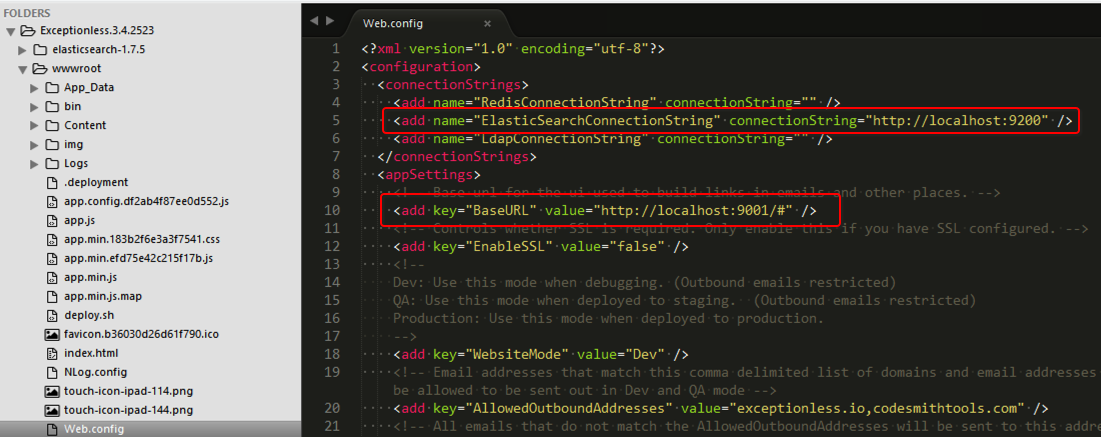 FOLDERS
Exceptionless.3.4.2523
elasticsearch-1.7.5
wwwroot
App_Data
bin
Content
img
Logs
.deployment
app.config.df2ab4f87ee0d552.js
app.js
app.min.183b2f6e3a3f7541.css
app.min.efd75e42c215f17b.js
app.min.js
app.min.js.map
deploy.sh
favicon.b36030d26d61f790.ico
index.html
NLog.config
touch-icon-ipad-114.png
touch-icon-ipad-144.png
Web.config
Web.config ×
1 <?xml version="1.0" encoding="utf-8"?>
2 <configuration>
3 <connectionStrings>
4 <add name="RedisConnectionString" connectionString="" />
5 <add name="ElasticSearchConnectionString" connectionString="http://localhost:9200" />
6 <add name="LdapConnectionString" connectionString="" />
7 </connectionStrings>
8 <appSettings>
9 <!-- Base url for the ui used to build links in emails and other places. -->
10 <add key="BaseURL" value="http://localhost:9001/#" />
11 <!-- Controls whether SSL is required. Only enable this if you have SSL configured. -->
12 <add key="EnableSSL" value="false" />
13 <!--
14 Dev: Use this mode when debugging. (Outbound emails restricted)
15 QA: Use this mode when deployed to staging. (Outbound emails restricted)
16 Production: Use this mode when deployed to production.
17 -->
18 <add key="WebsiteMode" value="Dev" />
19 <!-- Email addresses that match this comma delimited list of domains and email addresses
be allowed to be sent out in Dev and QA mode -->
20 <add key="AllowedOutboundAddresses" value="exceptionless.io,codesmithtools.com" />
21 <!-- All emails that do not match the AllowedOutboundAddresses will be sent to this addre